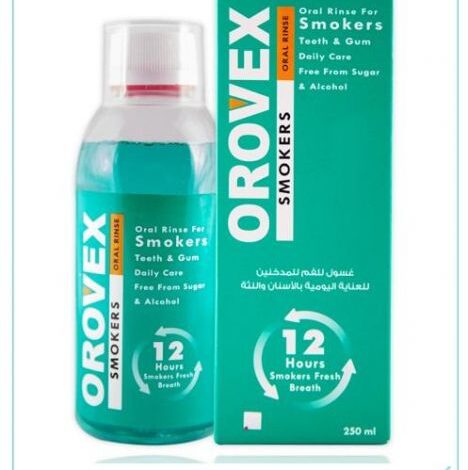 OROVEX
ORAL RINSE
SMOKERS
Oral Rinse For
Smokers
Teeth & Gum
Daily Care
Free From Sugar
& Alcohol
12
Hours
Smokers Fresh
Breath
OROVEX
ORAL RINSE
SMOKERS
Oral Rinse For
Smokers
Teeth & Gum
Daily Care
Free From Sugar
& Alcohol
غسول للفم للمدخنين
للعناية اليومية بالأسنان واللثة
12
Hours
Smokers Fresh
Breath
250 ml